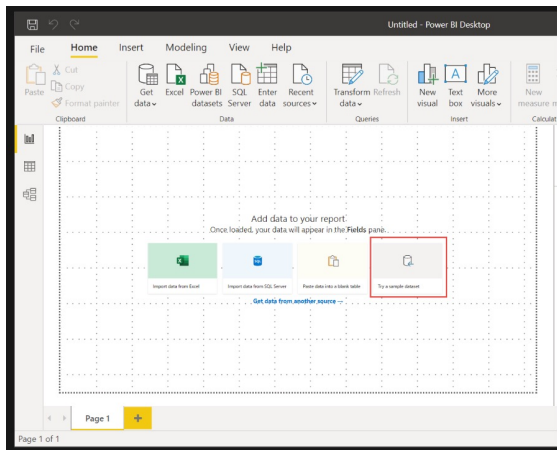 Untitled - Power BI Desktop
File Home Insert Modeling View Help
Paste
Cut
Copy
Format painter
Get data
Excel
Power BI datasets
SQL Server
Enter data
Recent sources
Transform data
Refresh
New visual
Text box
More visuals
New measure
Clipboard Data Queries Insert Calculat
Add data to your report
Once loaded, your data will appear in the Fields pane.
Import data from Excel
SQL
Import data from SQL Server
Paste data into a blank table
Try a sample dataset
Get data from another source →
Page 1
+
Page 1 of 1